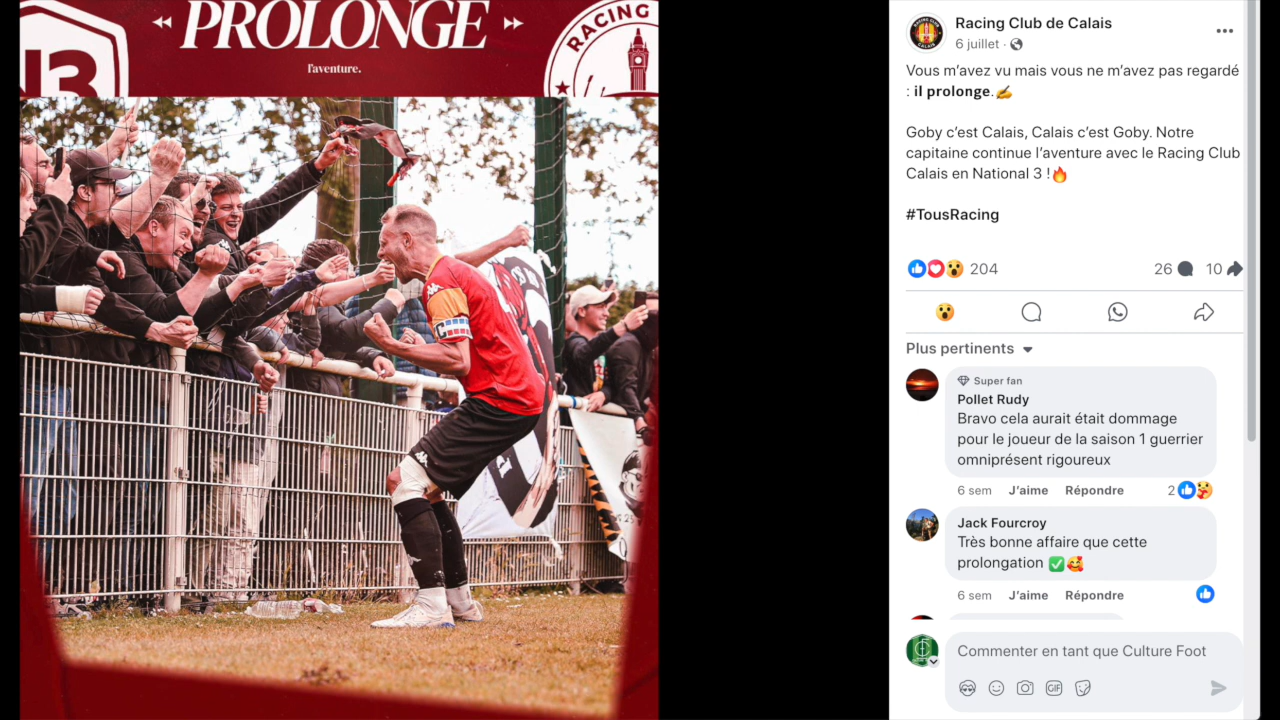 PROLONGE
l'aventure.
N3
RACING
C
Racing Club de Calais
6 juillet ·
Vous m'avez vu mais vous ne m'avez pas regardé
: il prolonge.✍️
Goby c'est Calais, Calais c'est Goby. Notre
capitaine continue l'aventure avec le Racing Club
Calais en National 3 !🔥
#TousRacing
204
26
10
Plus pertinents
Super fan
Pollet Rudy
Bravo cela aurait était dommage
pour le joueur de la saison 1 guerrier
omniprésent rigoureux
6 sem J'aime Répondre 2
Jack Fourcroy
Très bonne affaire que cette
prolongation ✅🥰
6 sem J'aime Répondre
Commenter en tant que Culture Foot
GIF